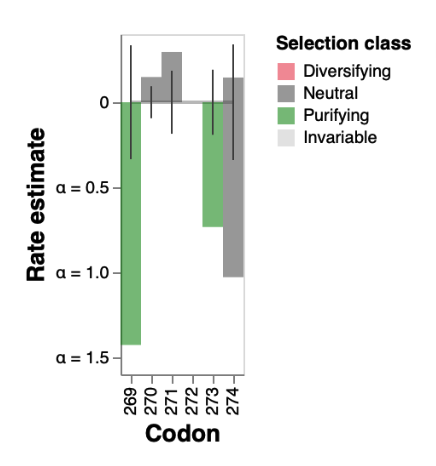 Selection class
Diversifying
Neutral
Purifying
Invariable
Rate estimate
0
α = 0.5
α = 1.0
α = 1.5
269
270
271
272
273
274
Codon